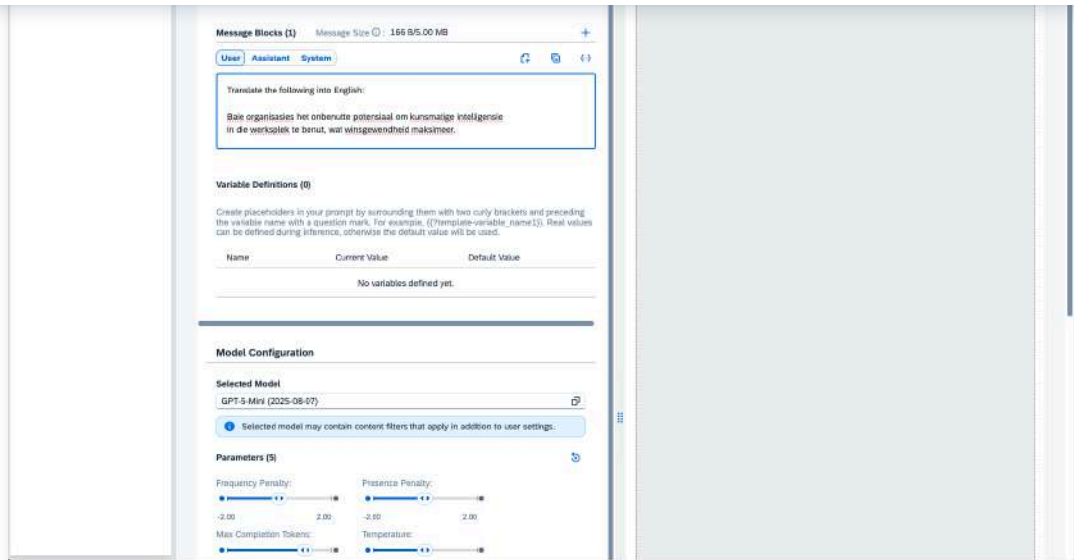 Message Blocks (1) Message Size : 166 B/5.00 MB
User Assistant System
Translate the following into English:
Baie organisasies het onbenutte potensiaal om kunsmatige intelligensie
in die werksplek te benut, wat winsgewendheid maksimeer.
Variable Definitions (0)
Create placeholders in your prompt by surrounding them with two curly brackets and preceding
the variable name with a question mark. For example, {{?template-variable_name1}}. Real values
can be defined during inference, otherwise the default value will be used.
Name Current Value Default Value
No variables defined yet.
Model Configuration
Selected Model
GPT-5-Mini (2025-08-07)
Selected model may contain content filters that apply in addition to user settings.
Parameters (5)
Frequency Penalty: Presence Penalty:
-2.00 2.00 -2.00 2.00
Max Completion Tokens: Temperature: